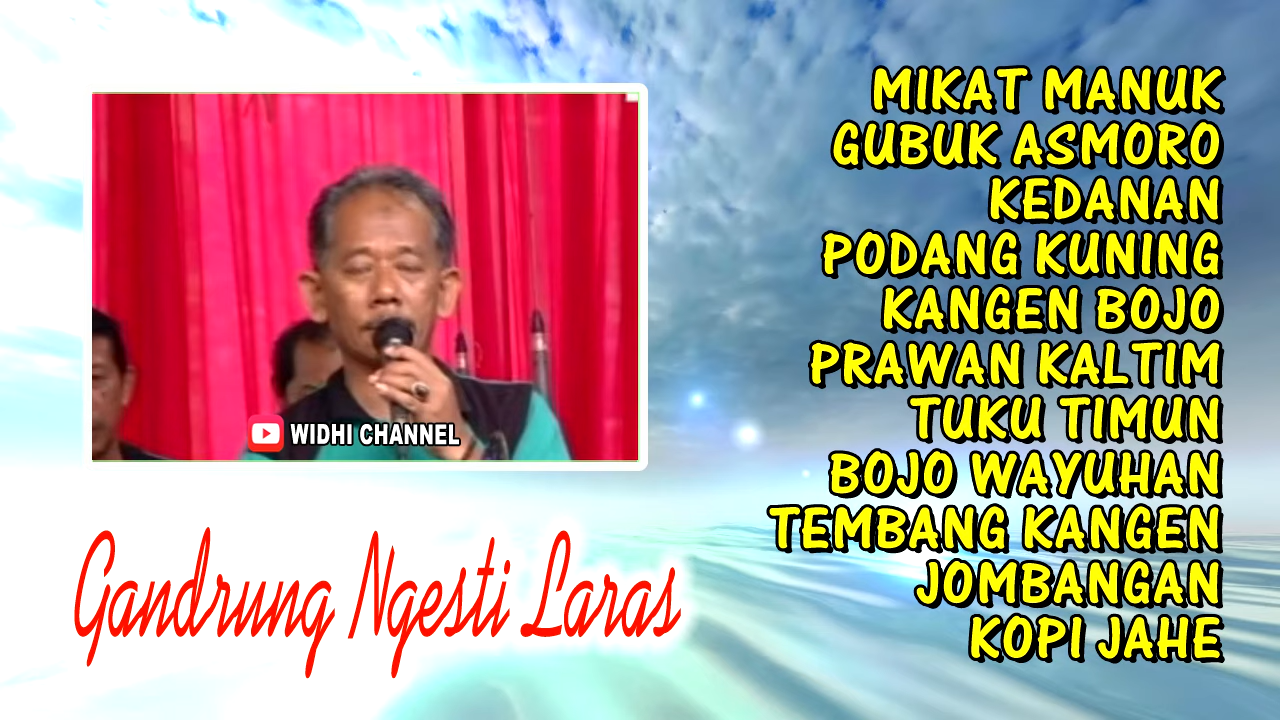 WIDHI CHANNEL
Gandrung Ngesti Laras
MIKAT MANUK
GUBUK ASMORO
KEDANAN
PODANG KUNING
KANGEN BOJO
PRAWAN KALTIM
TUKU TIMUN
BOJO WAYUHAN
TEMBANG KANGEN
JOMBANGAN
KOPI JAHE